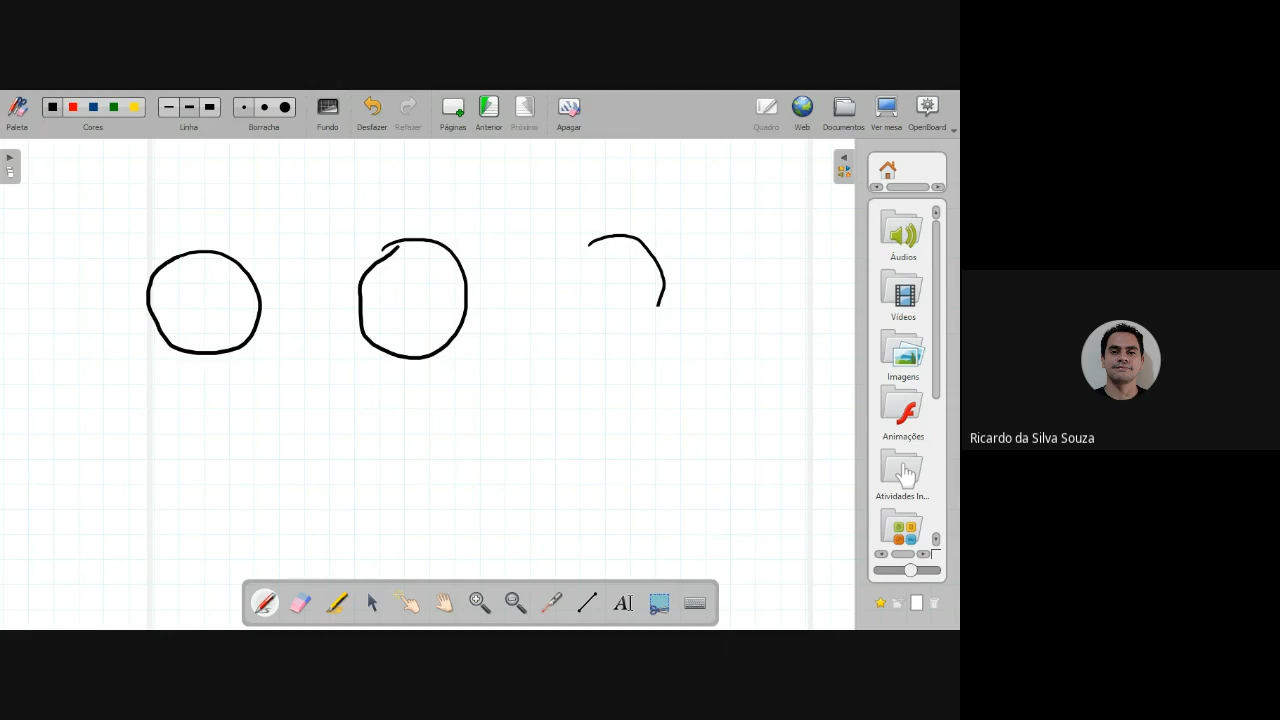 Paleta Cores Linha Borracha Fundo Desfazer Refazer Páginas Anterior Próximo Apagar Quadro Web Documentos Ver mesa OpenBoard
Áudios
Vídeos
Imagens
Animações
Ricardo da Silva Souza
Atividades In...
AI